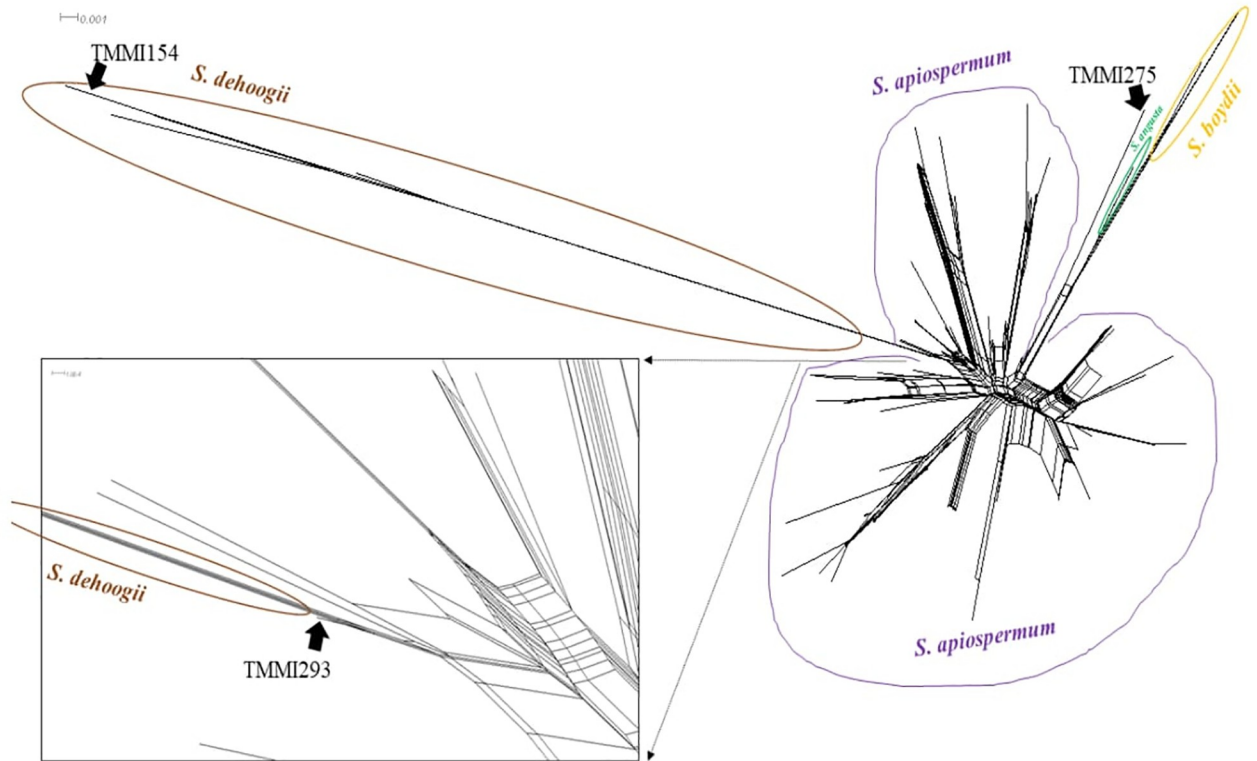 0.001
TMMI154
S. dehoogii
S. apiospermum
TMMI275
S. angusta
S. boydii
S. dehoogii
TMMI293
S. apiospermum